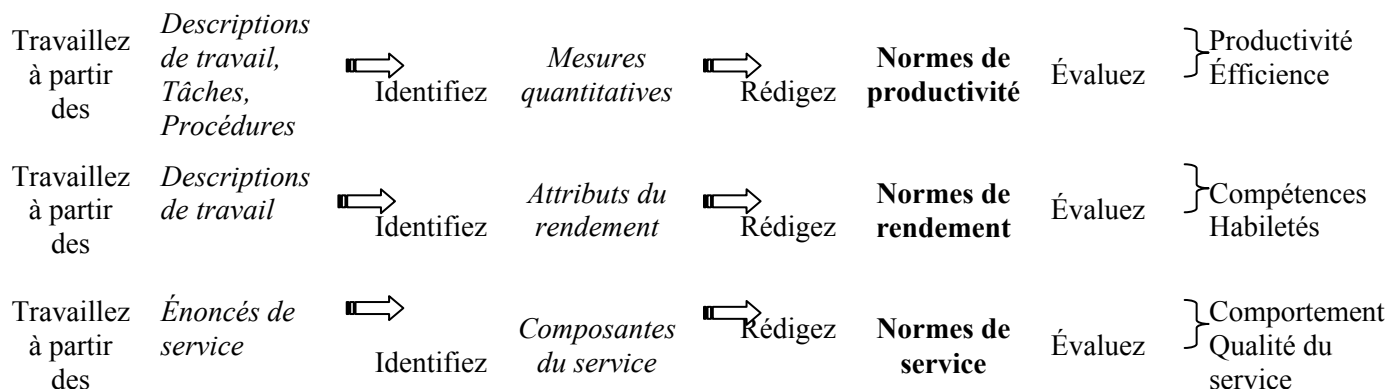 Travaillez
à partir
des
Descriptions
de travail,
Tâches,
Procédures
Identifiez
Mesures
quantitatives
Rédigez
Normes de
productivité
Évaluez
Productivité
Éfficience
Travaillez
à partir
des
Descriptions
de travail
Identifiez
Attributs du
rendement
Rédigez
Normes de
rendement
Évaluez
Compétences
Habiletés
Travaillez
à partir
des
Énoncés de
service
Identifiez
Composantes
du service
Rédigez
Normes de
service
Évaluez
Comportement
Qualité du
service